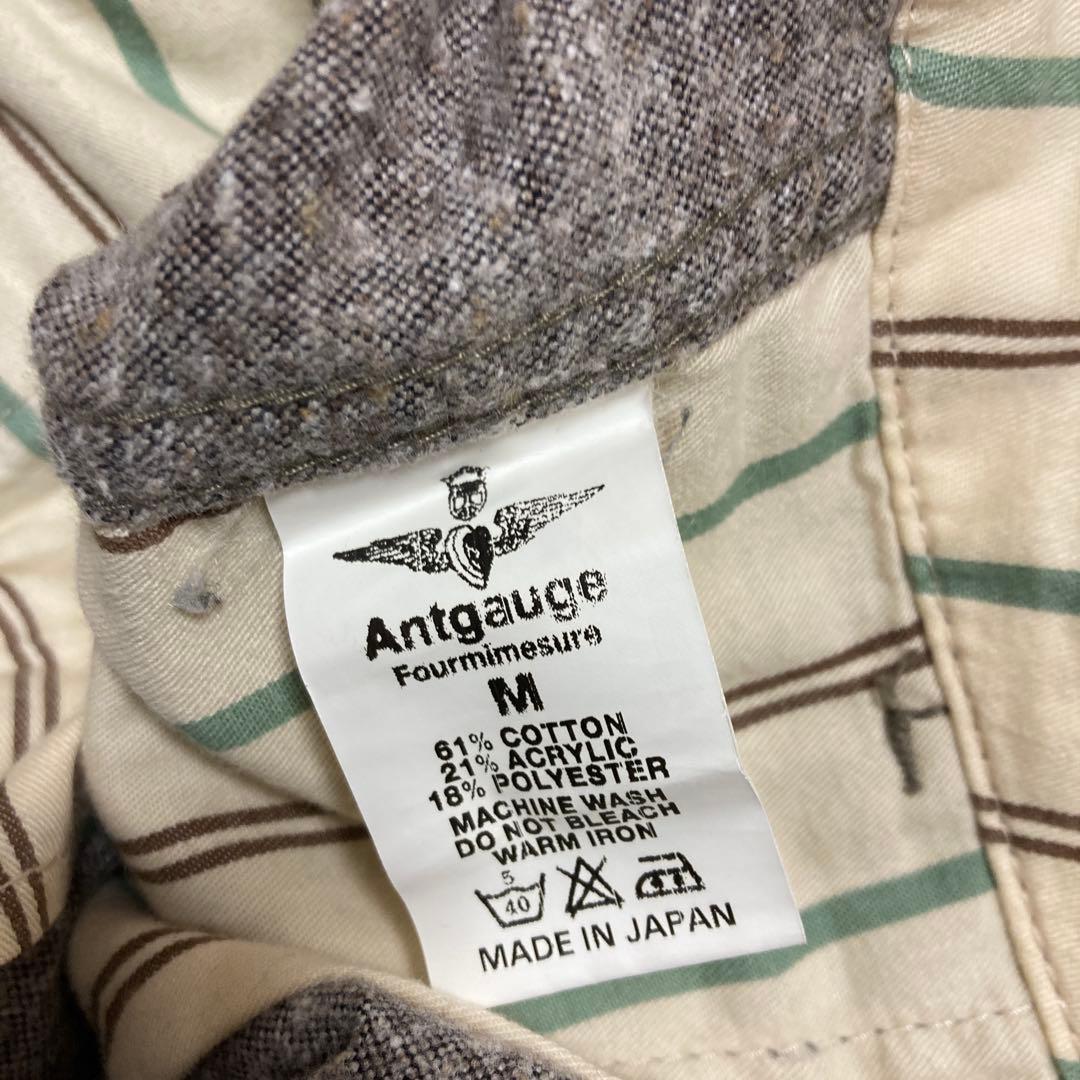 Antgauge
Fourmimesure
M
61% COTTON
21% ACRYLIC
18% POLYESTER
MACHINE WASH
DO NOT BLEACH
WARM IRON
5
40
MADE IN JAPAN